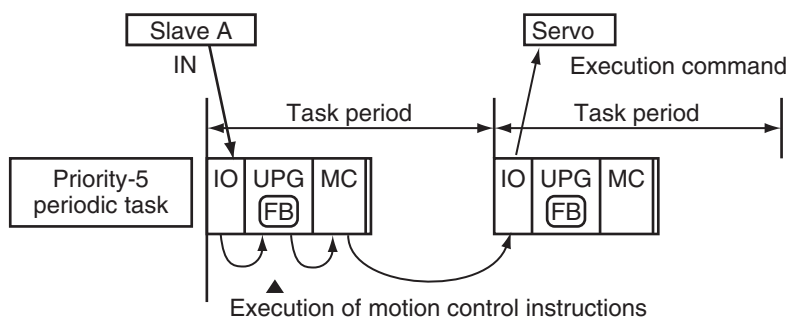 Slave A
Servo
IN
Execution command
Task period
Task period
Priority-5
periodic task
IO
UPG
MC
FB
IO
UPG
MC
FB
Execution of motion control instructions